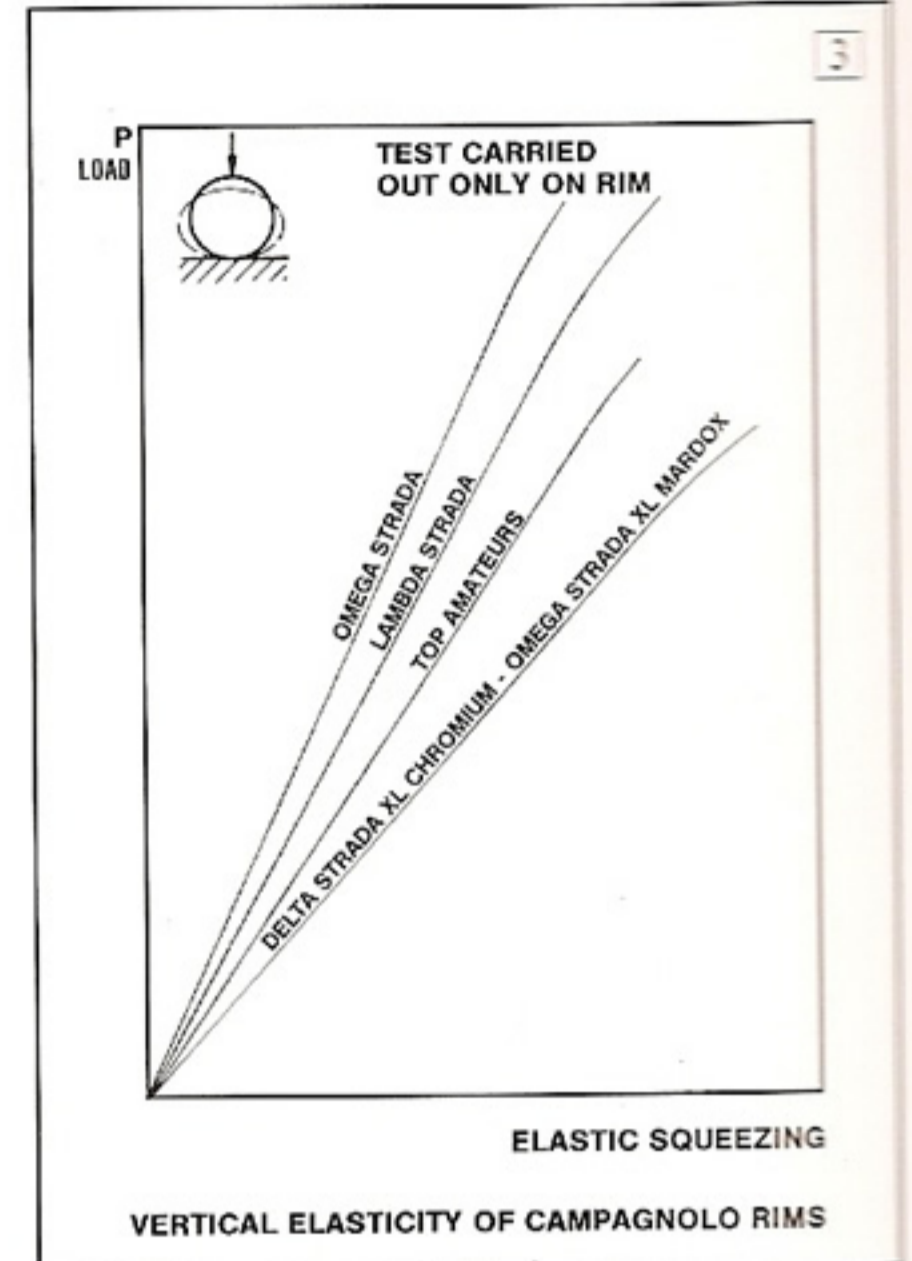 3
P
LOAD
TEST CARRIED
OUT ONLY ON RIM
OMEGA STRADA
LAMBDA STRADA
TOP AMATEURS
DELTA STRADA XL CHROMIUM - OMEGA STRADA XL MARDOX
ELASTIC SQUEEZING
VERTICAL ELASTICITY OF CAMPAGNOLO RIMS